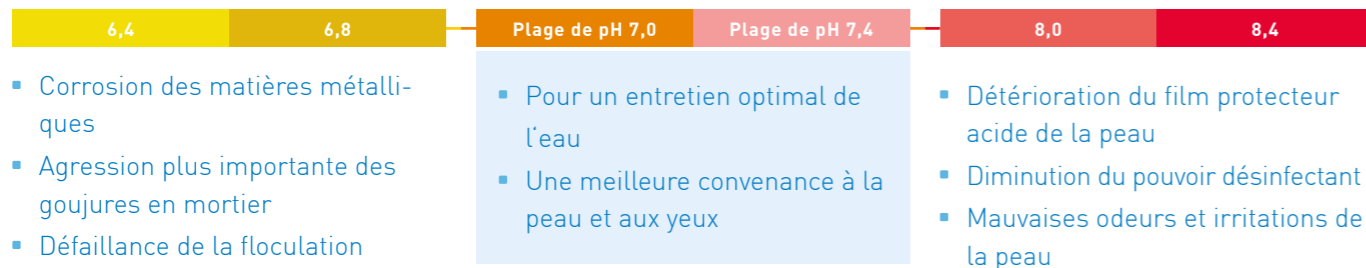 6,4 6,8 Plage de pH 7,0 Plage de pH 7,4 8,0 8,4
▪ Corrosion des matières métalli-
ques
▪ Agression plus importante des
goujures en mortier
▪ Défaillance de la floculation
▪ Pour un entretien optimal de
l‘eau
▪ Une meilleure convenance à la
peau et aux yeux
▪ Détérioration du film protecteur
acide de la peau
▪ Diminution du pouvoir désinfectant
▪ Mauvaises odeurs et irritations de
la peau